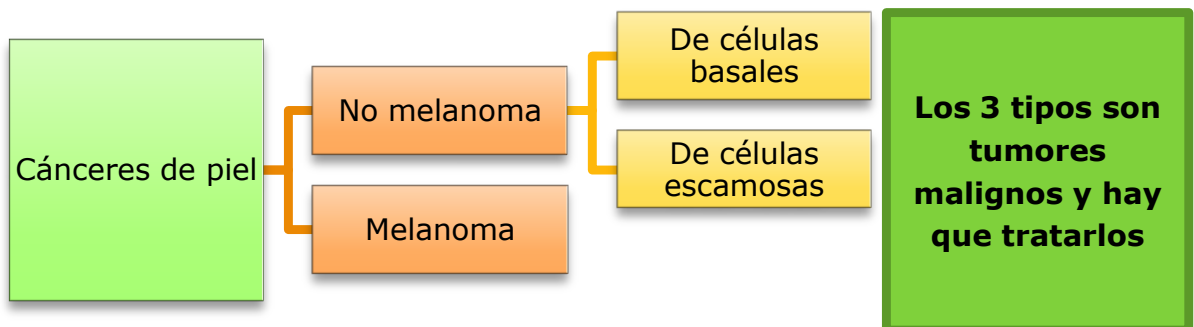 Cánceres de piel
No melanoma
Melanoma
De células
basales
De células
escamosas
Los 3 tipos son
tumores
malignos y hay
que tratarlos